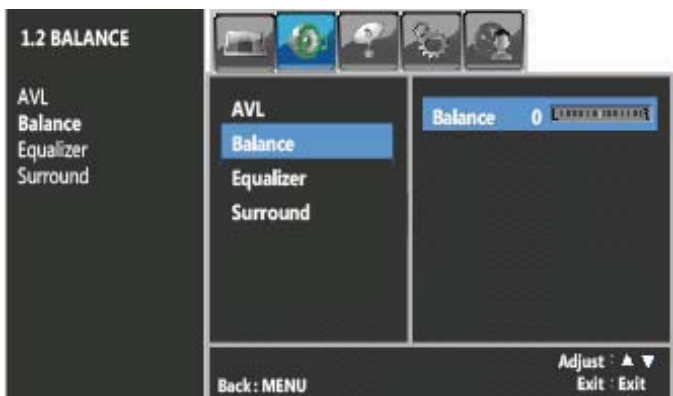 1.2 BALANCE
AVL
Balance
Equalizer
Surround
AVL
Balance
Equalizer
Surround
Balance 0
Back : MENU
Adjust : ▲ ▼
Exit : Exit